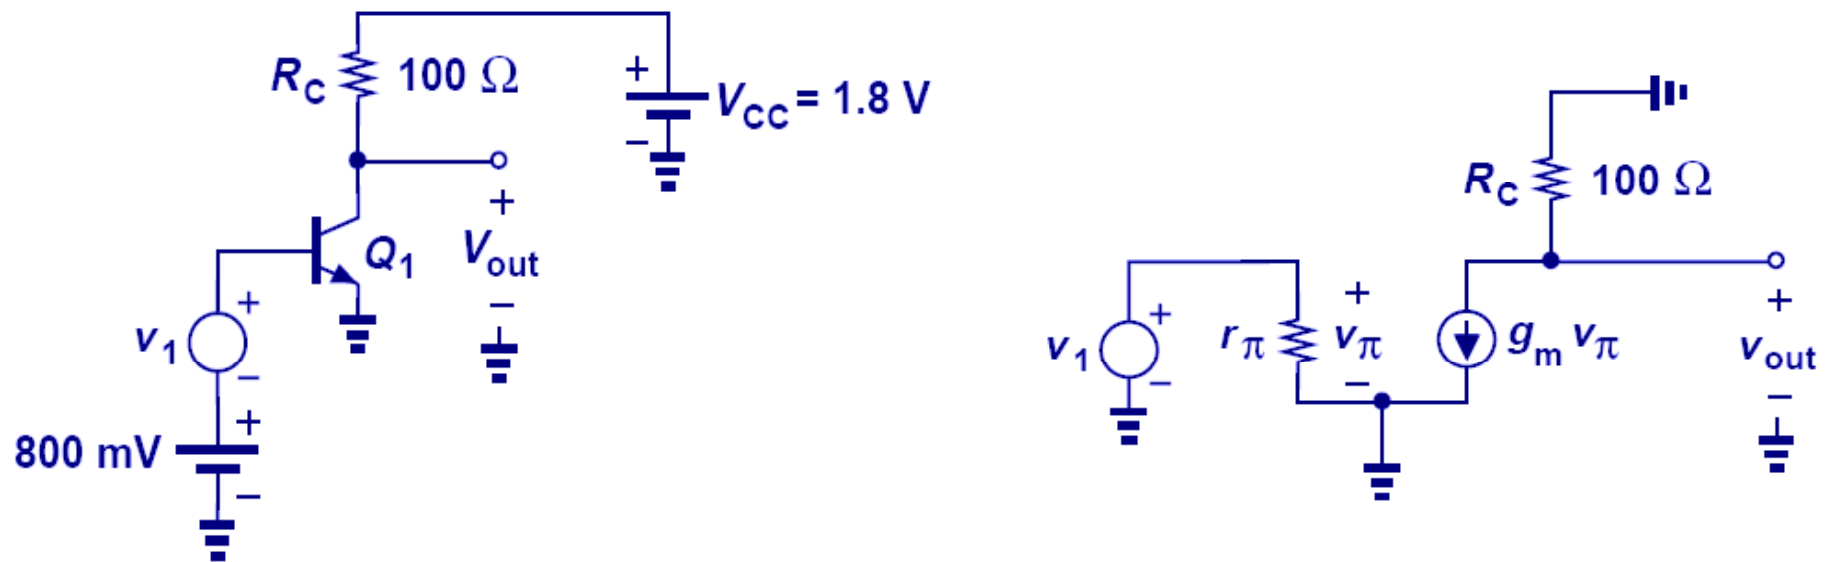 R_C 100 Ω
+
V_CC = 1.8 V
−
+
Q_1
V_out
−
+
v_1
−
+
800 mV
−
R_C 100 Ω
+
v_1
−
r_π
+
v_π
−
g_m v_π
+
v_out
−